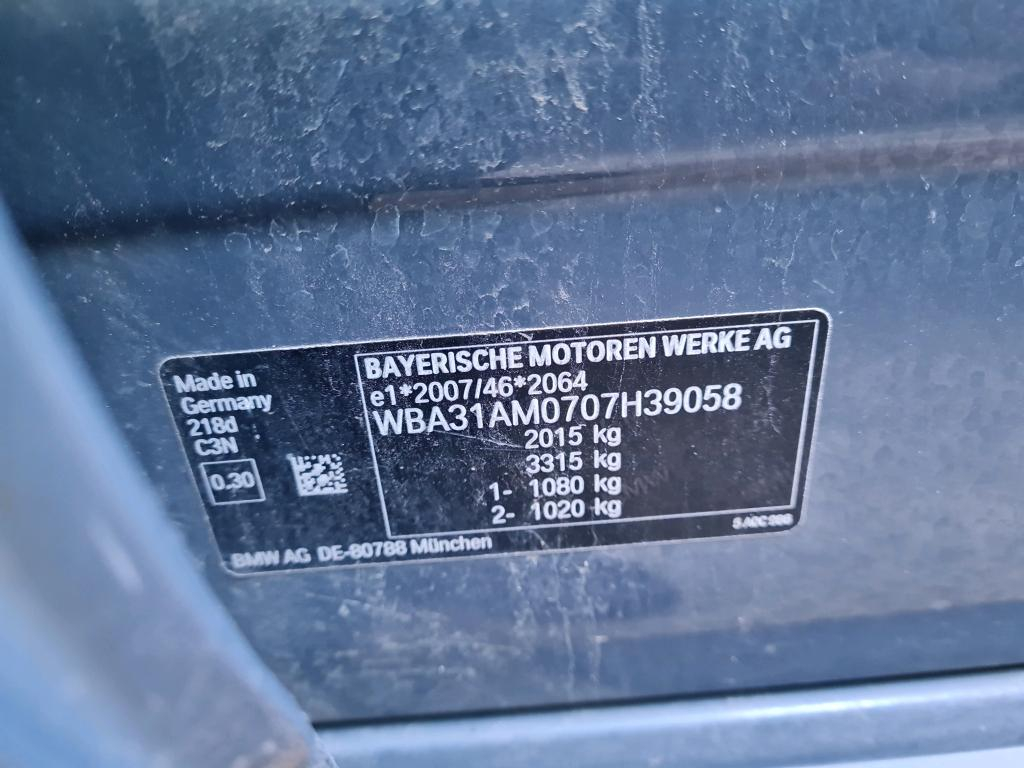 Made in
Germany
218d
C3N
0.30
BAYERISCHE MOTOREN WERKE AG
e1*2007/46*2064
WBA31AM0707H39058
2015 kg
3315 kg
1- 1080 kg
2- 1020 kg
BMW AG DE-80788 München